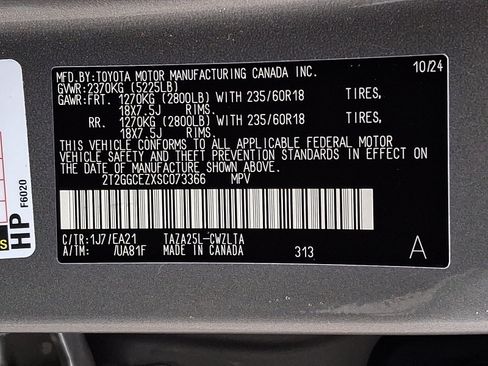 MFD.BY:TOYOTA MOTOR MANUFACTURING CANADA INC. 10/24
GVWR:2370KG (5225LB)
GAWR:FRT. 1270KG (2800LB) WITH 235/60R18 TIRES,
18X7.5J RIMS.
RR. 1270KG (2800LB) WITH 235/60R18 TIRES,
18X7.5J RIMS.
THIS VEHICLE CONFORMS TO ALL APPLICABLE FEDERAL MOTOR
VEHICLE SAFETY AND THEFT PREVENTION STANDARDS IN EFFECT
ON THE DATE OF MANUFACTURE SHOWN ABOVE.
2T2GGCEZXSC073366 MPV
C/TR:1J7/EA21 TAZA25L-CWZLTA
A/TM: /UA81F MADE IN CANADA 313 A
HP F6020